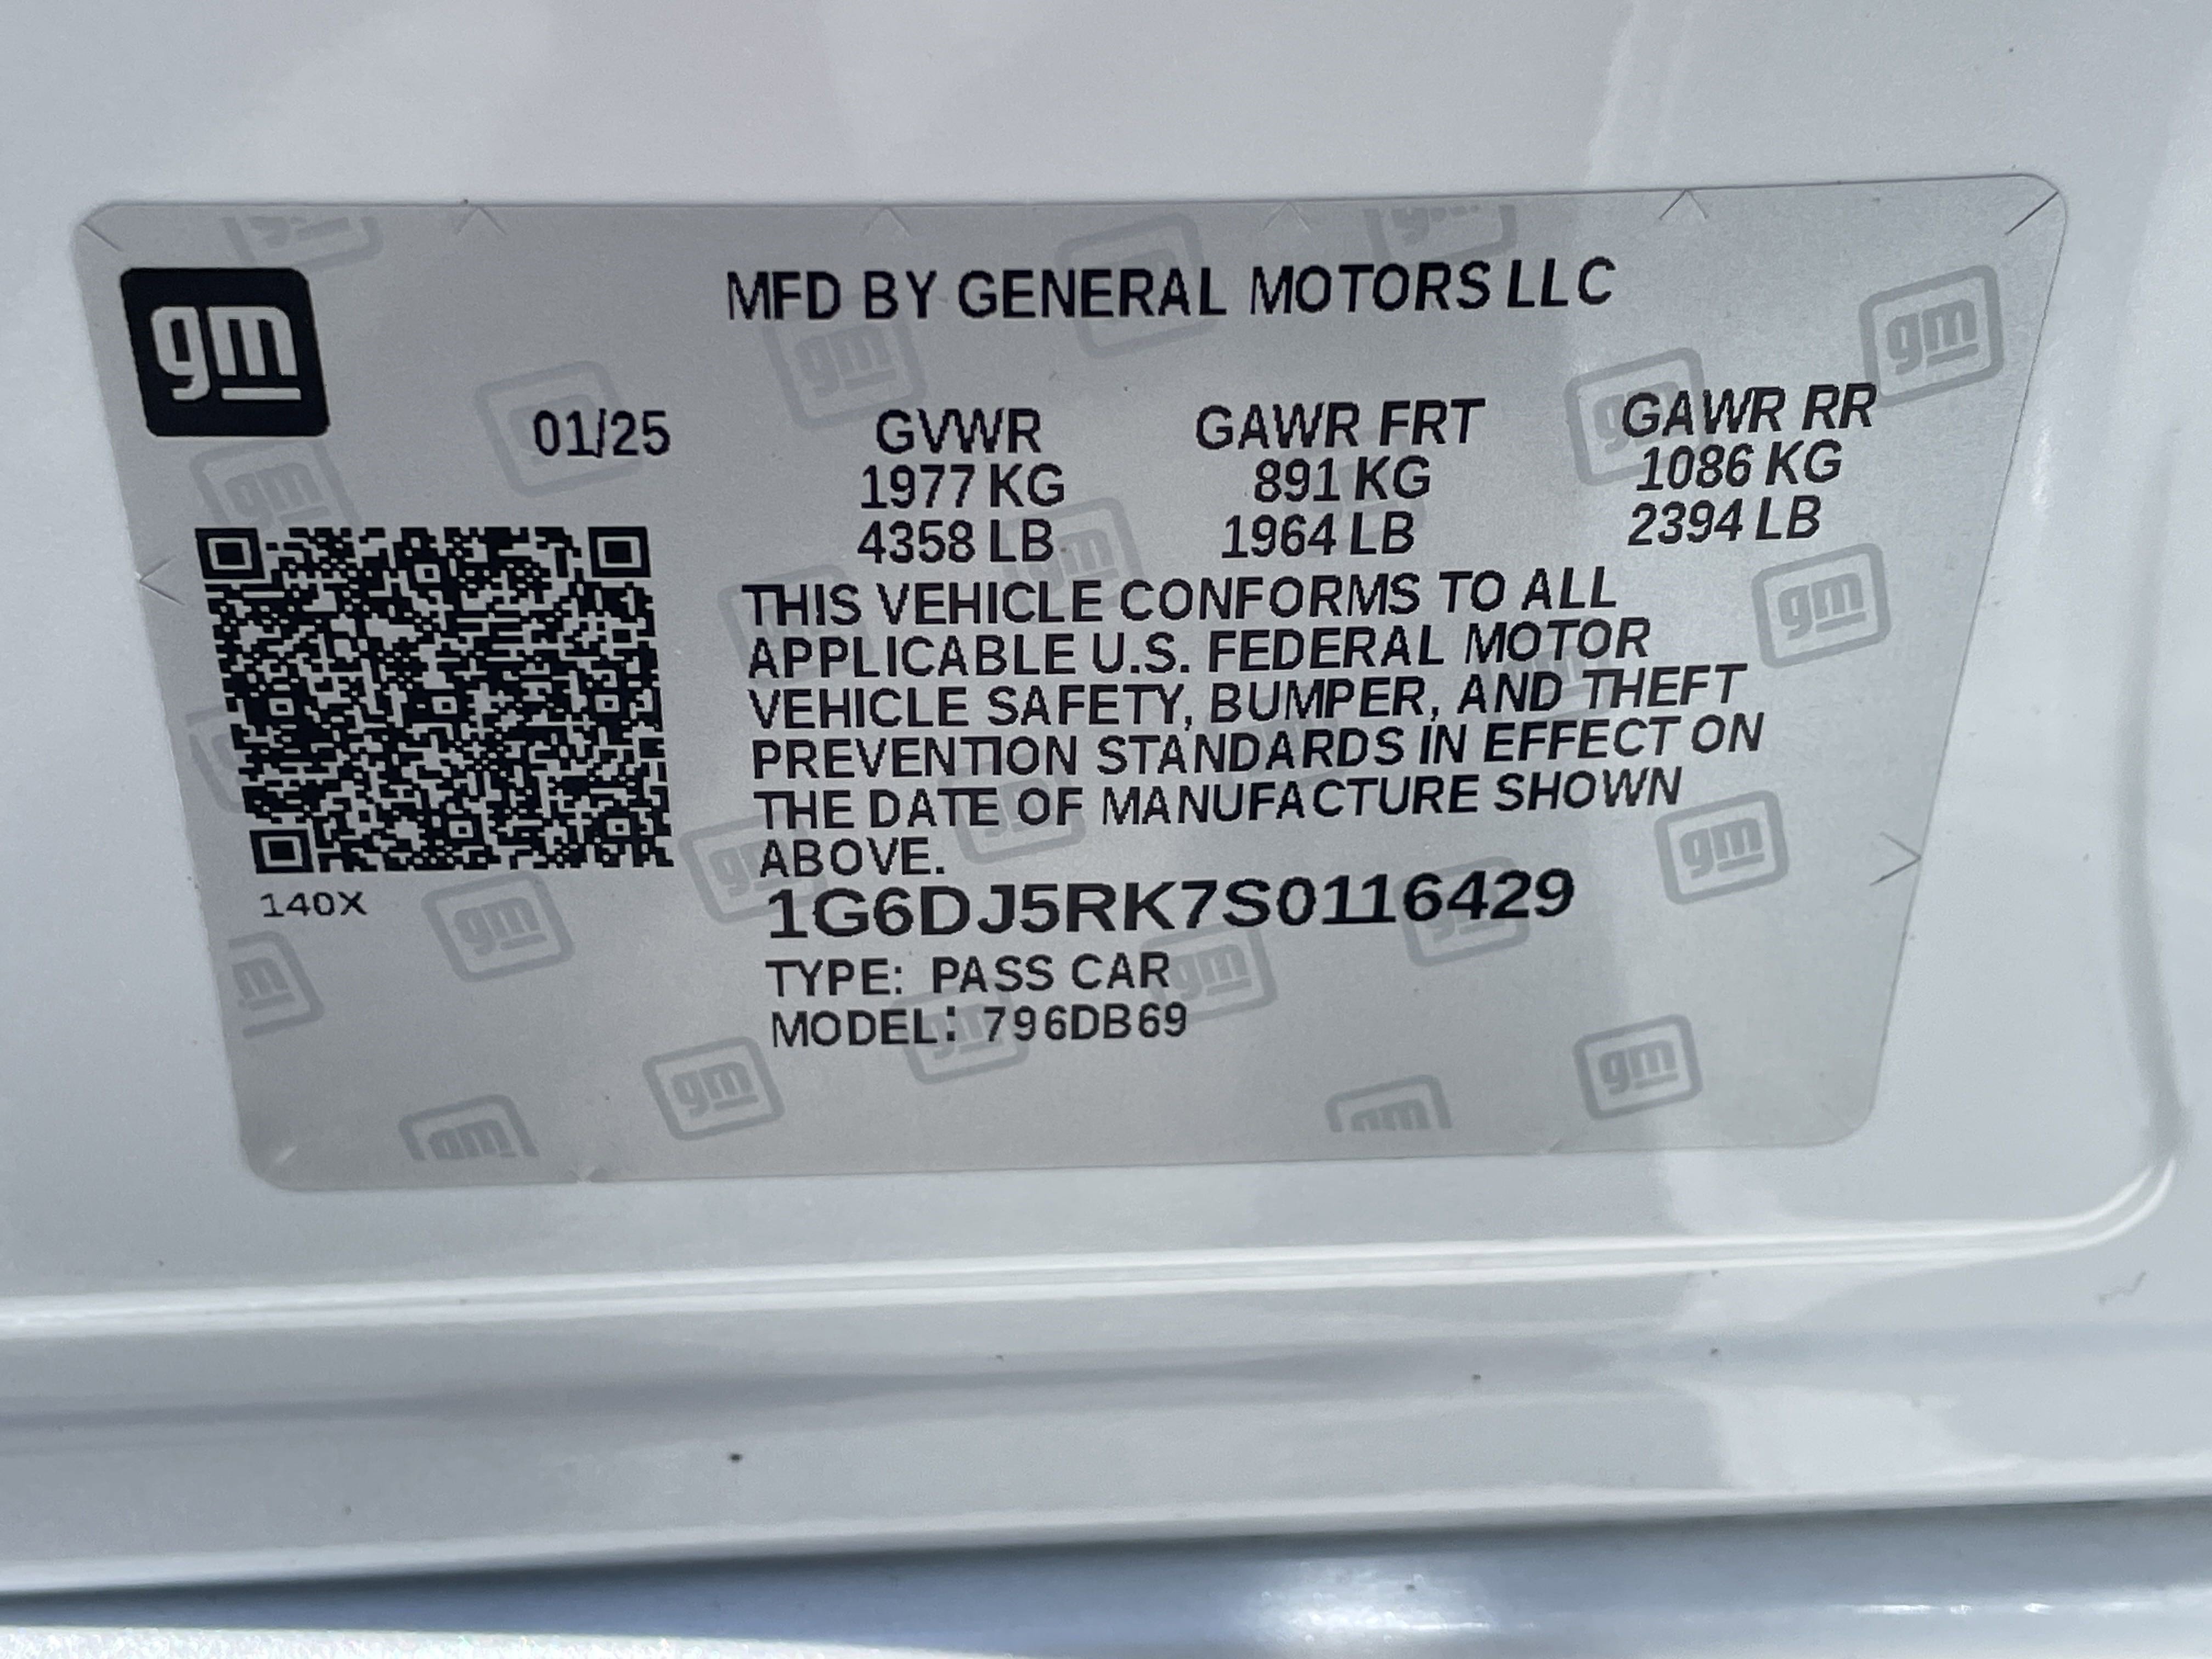 gm
MFD BY GENERAL MOTORS LLC
01/25 GVWR GAWR FRT GAWR RR
1977 KG 891 KG 1086 KG
4358 LB 1964 LB 2394 LB
THIS VEHICLE CONFORMS TO ALL
APPLICABLE U.S. FEDERAL MOTOR
VEHICLE SAFETY, BUMPER, AND THEFT
PREVENTION STANDARDS IN EFFECT ON
THE DATE OF MANUFACTURE SHOWN
ABOVE.
140X
1G6DJ5RK7S0116429
TYPE: PASS CAR
MODEL: 796DB69